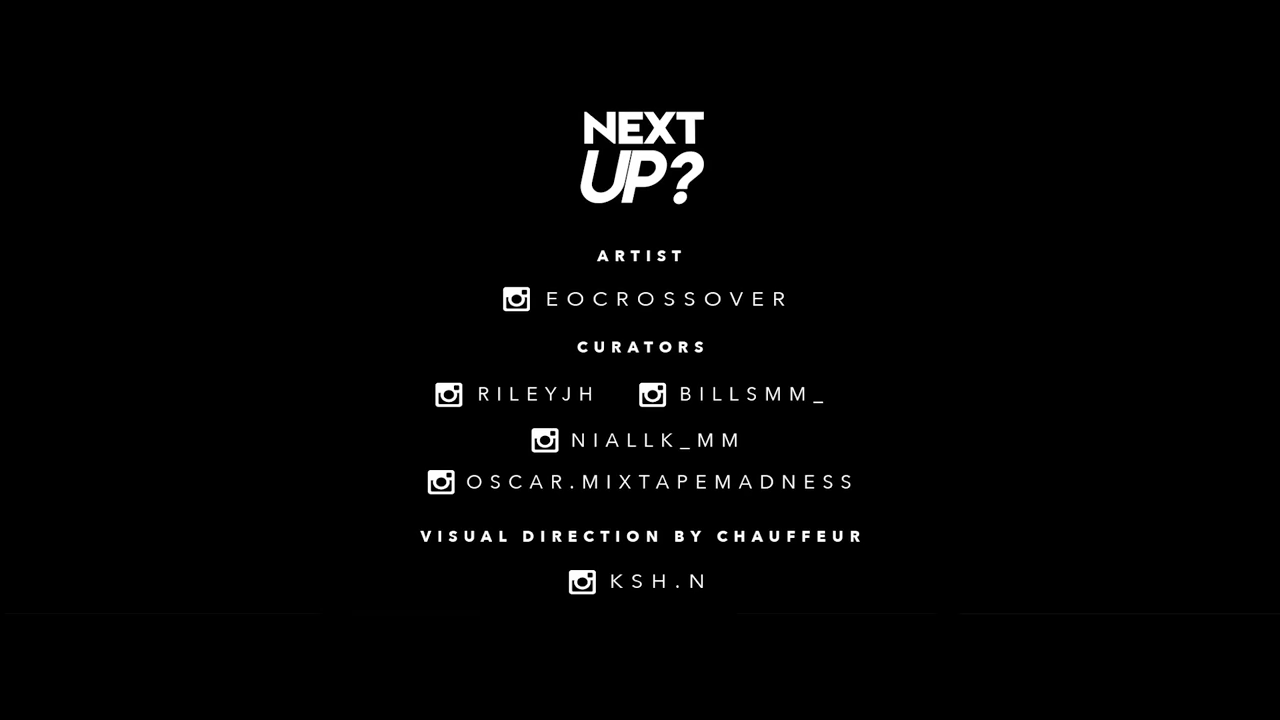 NEXT
UP?
ARTIST
EOCROSSOVER
CURATORS
RILEYJH BILLSMM_
NIALLK_MM
OSCAR.MIXTAPEMADNESS
VISUAL DIRECTION BY CHAUFFEUR
KSH.N